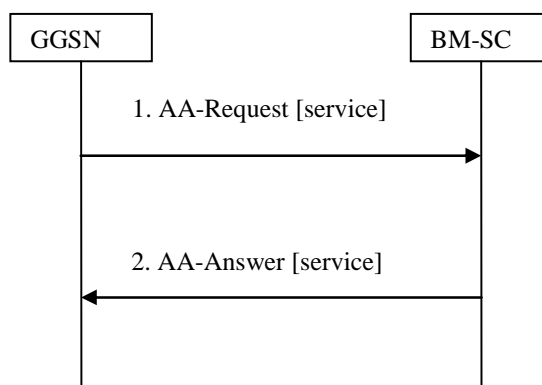 GGSN
BM-SC
1. AA-Request [service]
2. AA-Answer [service]